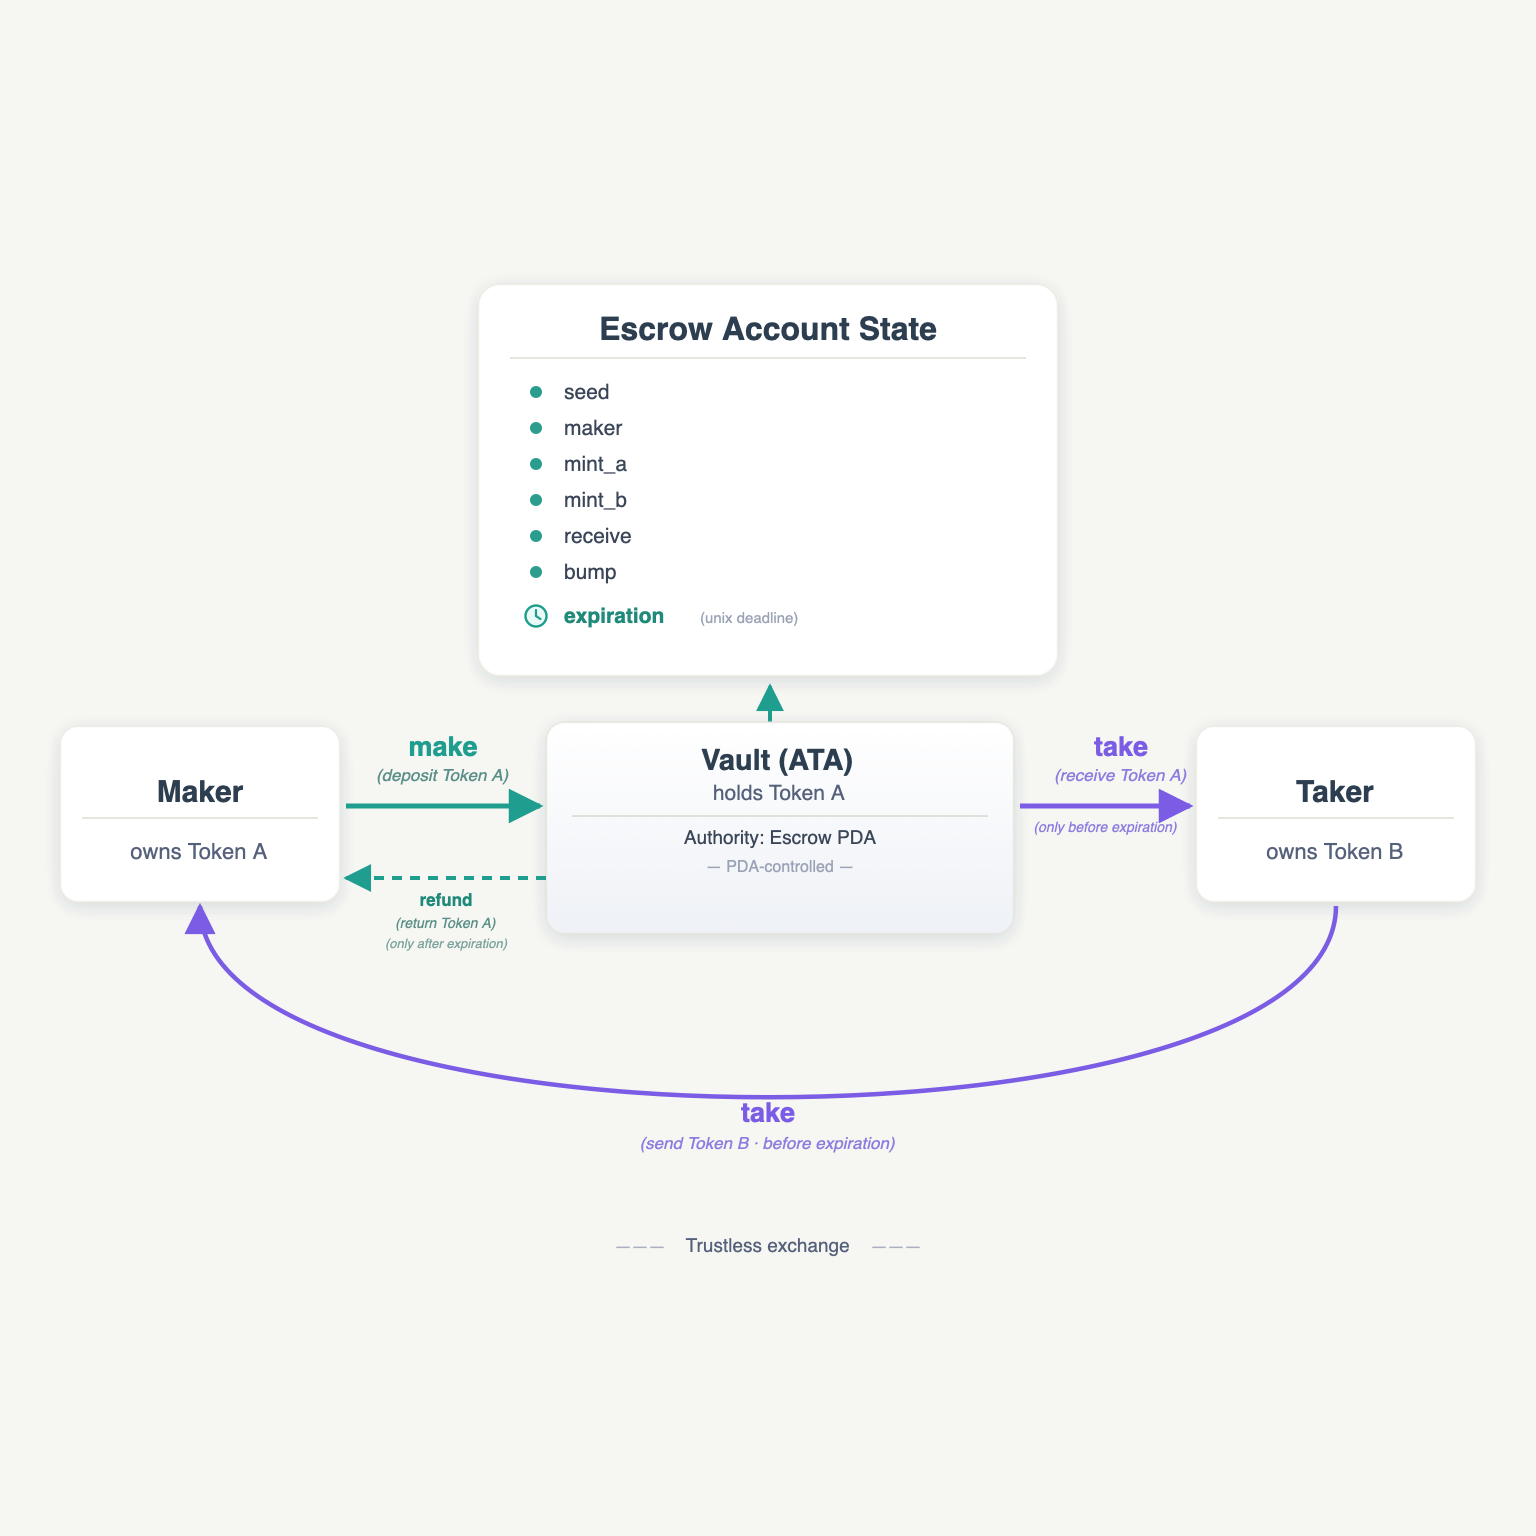 Escrow Account State
seed
maker
mint_a
mint_b
receive
bump
expiration (unix deadline)
Maker
owns Token A
make
(deposit Token A)
refund
(return Token A)
(only after expiration)
Vault (ATA)
holds Token A
Authority: Escrow PDA
— PDA-controlled —
take
(receive Token A)
(only before expiration)
Taker
owns Token B
take
(send Token B · before expiration)
——— Trustless exchange ———